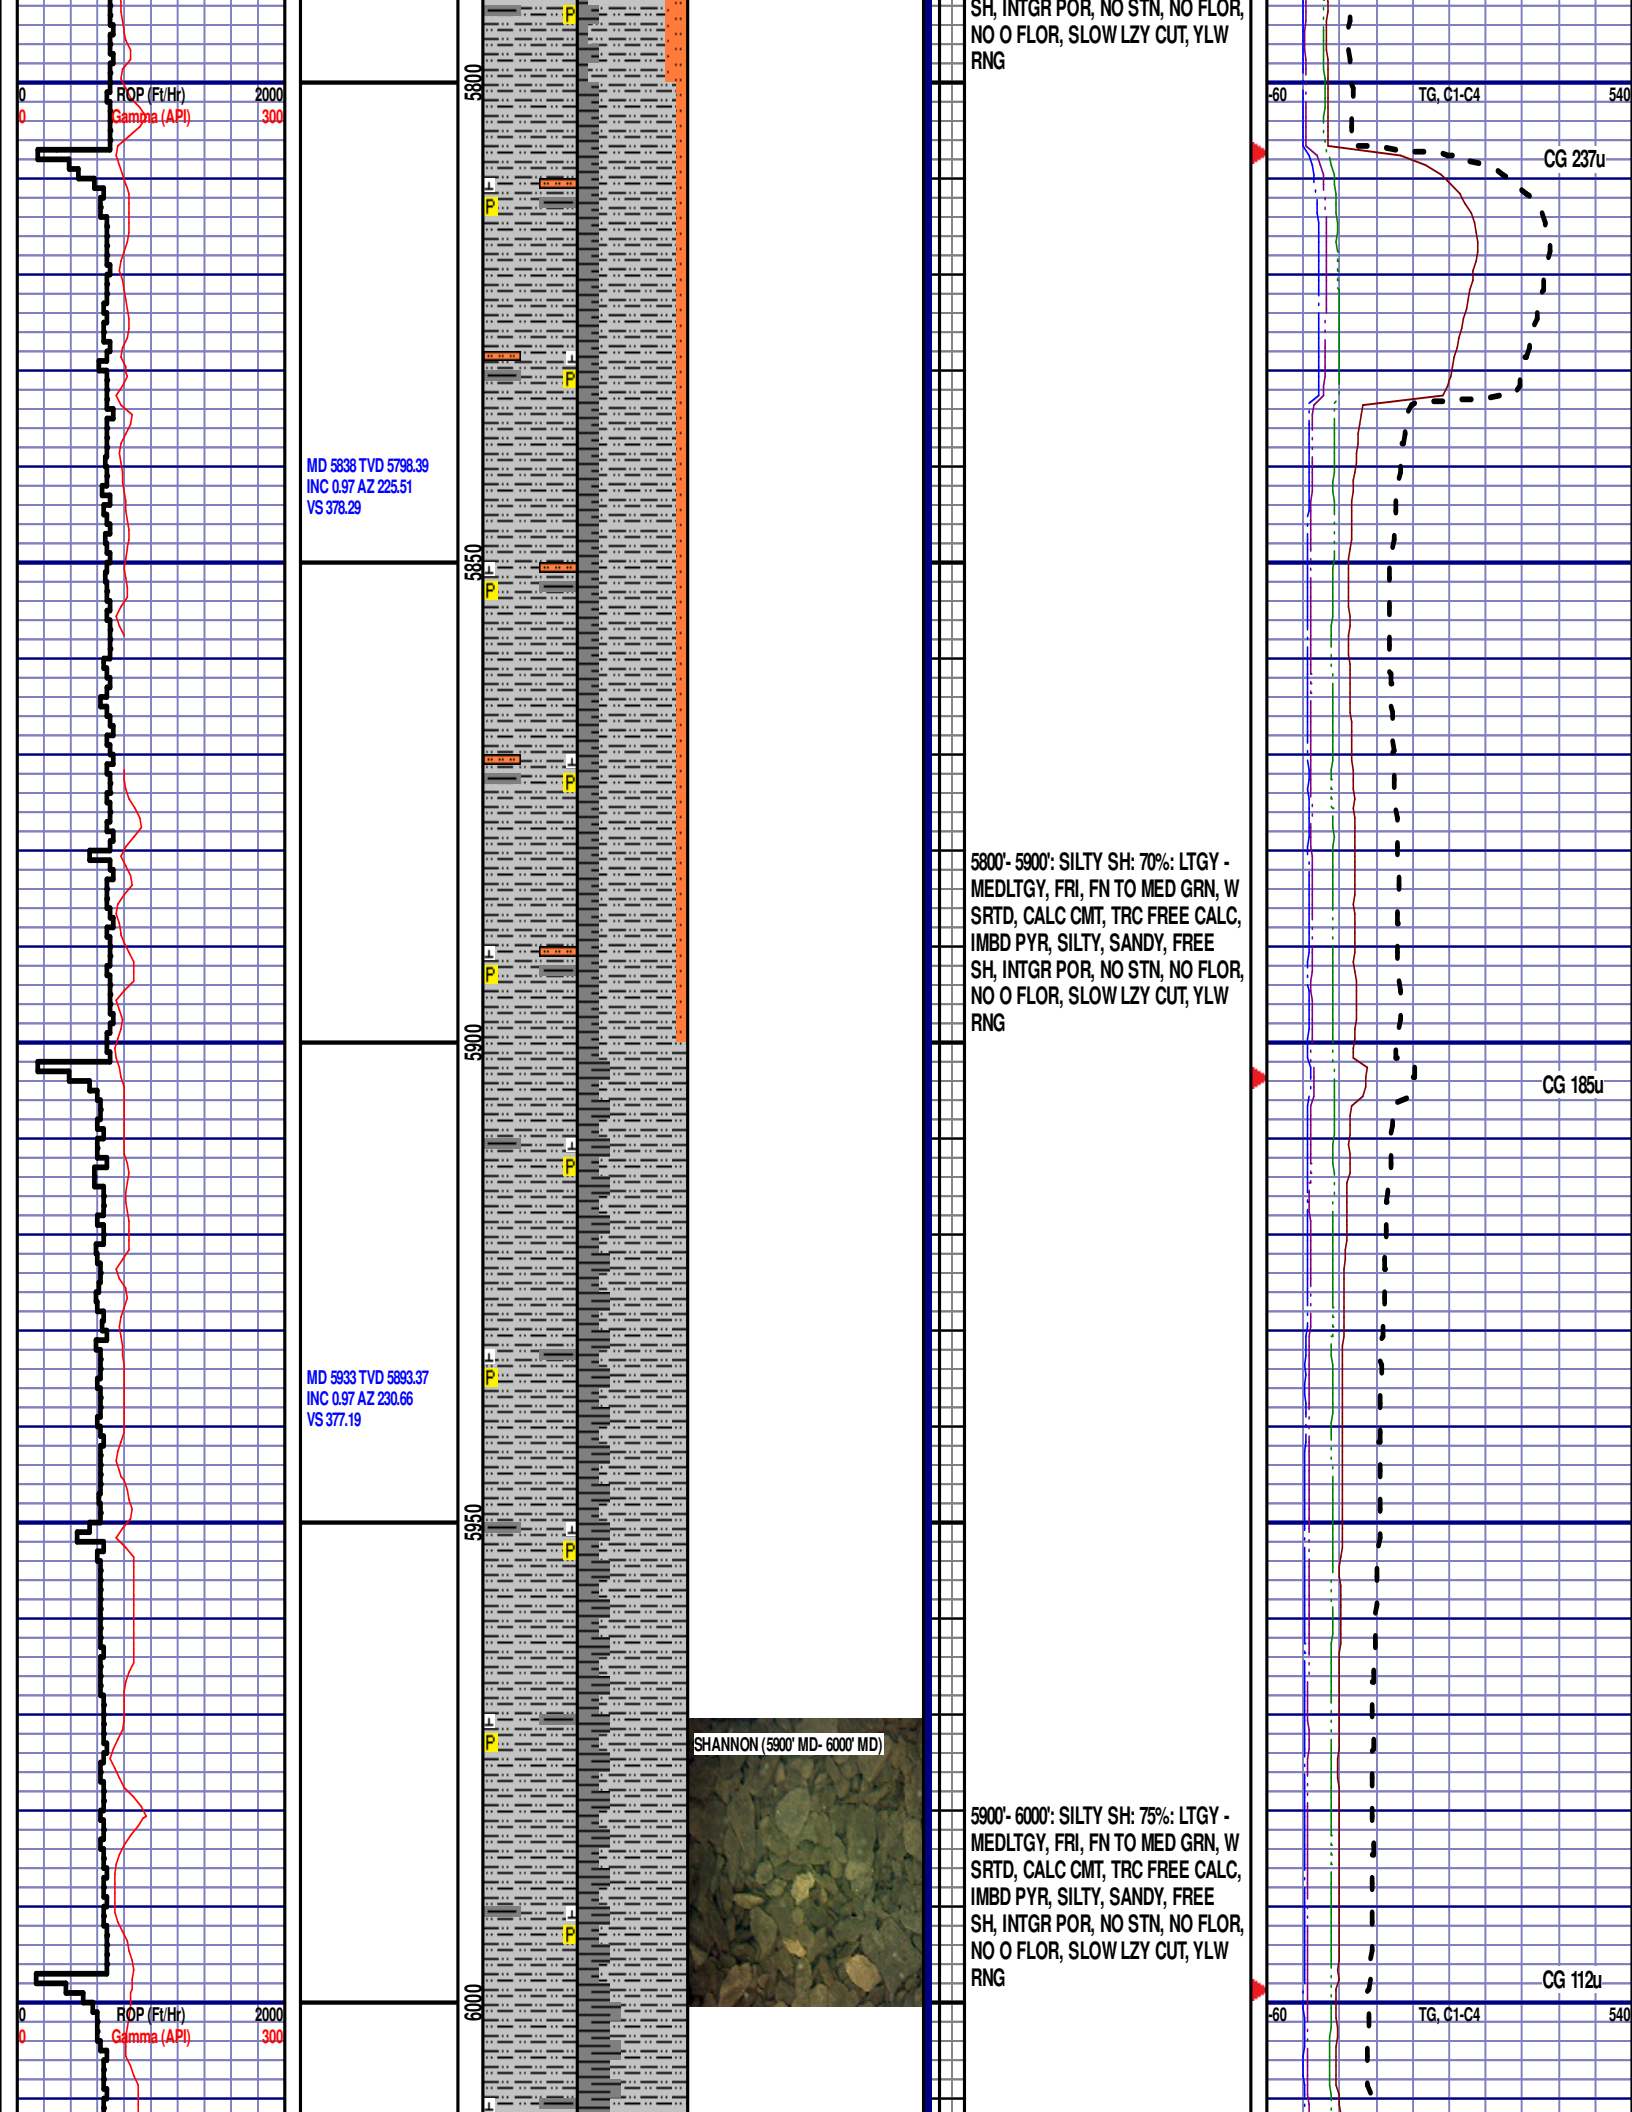 SH, INTGR POR, NO STN, NO FLOR,
NO O FLOR, SLOW LZY CUT, YLW
RNG
P
5800
0 ROP (Ft/Hr) 2000
0 Gamma (API) 300
-60 TG, C1-C4 540
CG 237u
P
P
MD 5838 TVD 5798.39
INC 0.97 AZ 225.51
VS 378.29
5850
P
P
5800'- 5900': SILTY SH: 70%: LTGY -
MEDLTGY, FRI, FN TO MED GRN, W
SRTD, CALC CMT, TRC FREE CALC,
IMBD PYR, SILTY, SANDY, FREE
SH, INTGR POR, NO STN, NO FLOR,
NO O FLOR, SLOW LZY CUT, YLW
RNG
P
5900
CG 185u
P
MD 5933 TVD 5893.37
INC 0.97 AZ 230.66
VS 377.19
P
5950
P
P
SHANNON (5900' MD- 6000' MD)
5900'- 6000': SILTY SH: 75%: LTGY -
MEDLTGY, FRI, FN TO MED GRN, W
SRTD, CALC CMT, TRC FREE CALC,
IMBD PYR, SILTY, SANDY, FREE
SH, INTGR POR, NO STN, NO FLOR,
NO O FLOR, SLOW LZY CUT, YLW
RNG
P
CG 112u
6000
0 ROP (Ft/Hr) 2000
0 Gamma (API) 300
-60 TG, C1-C4 540